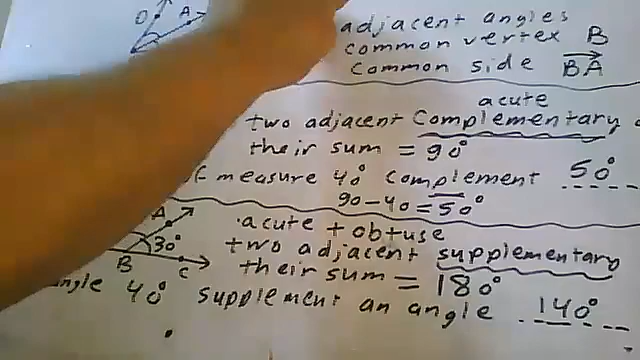 D A
adjacent angles
common vertex B
common side BA
acute
two adjacent Complementary
their sum = 90°
measure 40° complement 50°
90-40=50°
A
acute + obtuse
30°
two adjacent supplementary
B C
their sum = 180°
40° supplement an angle 140°